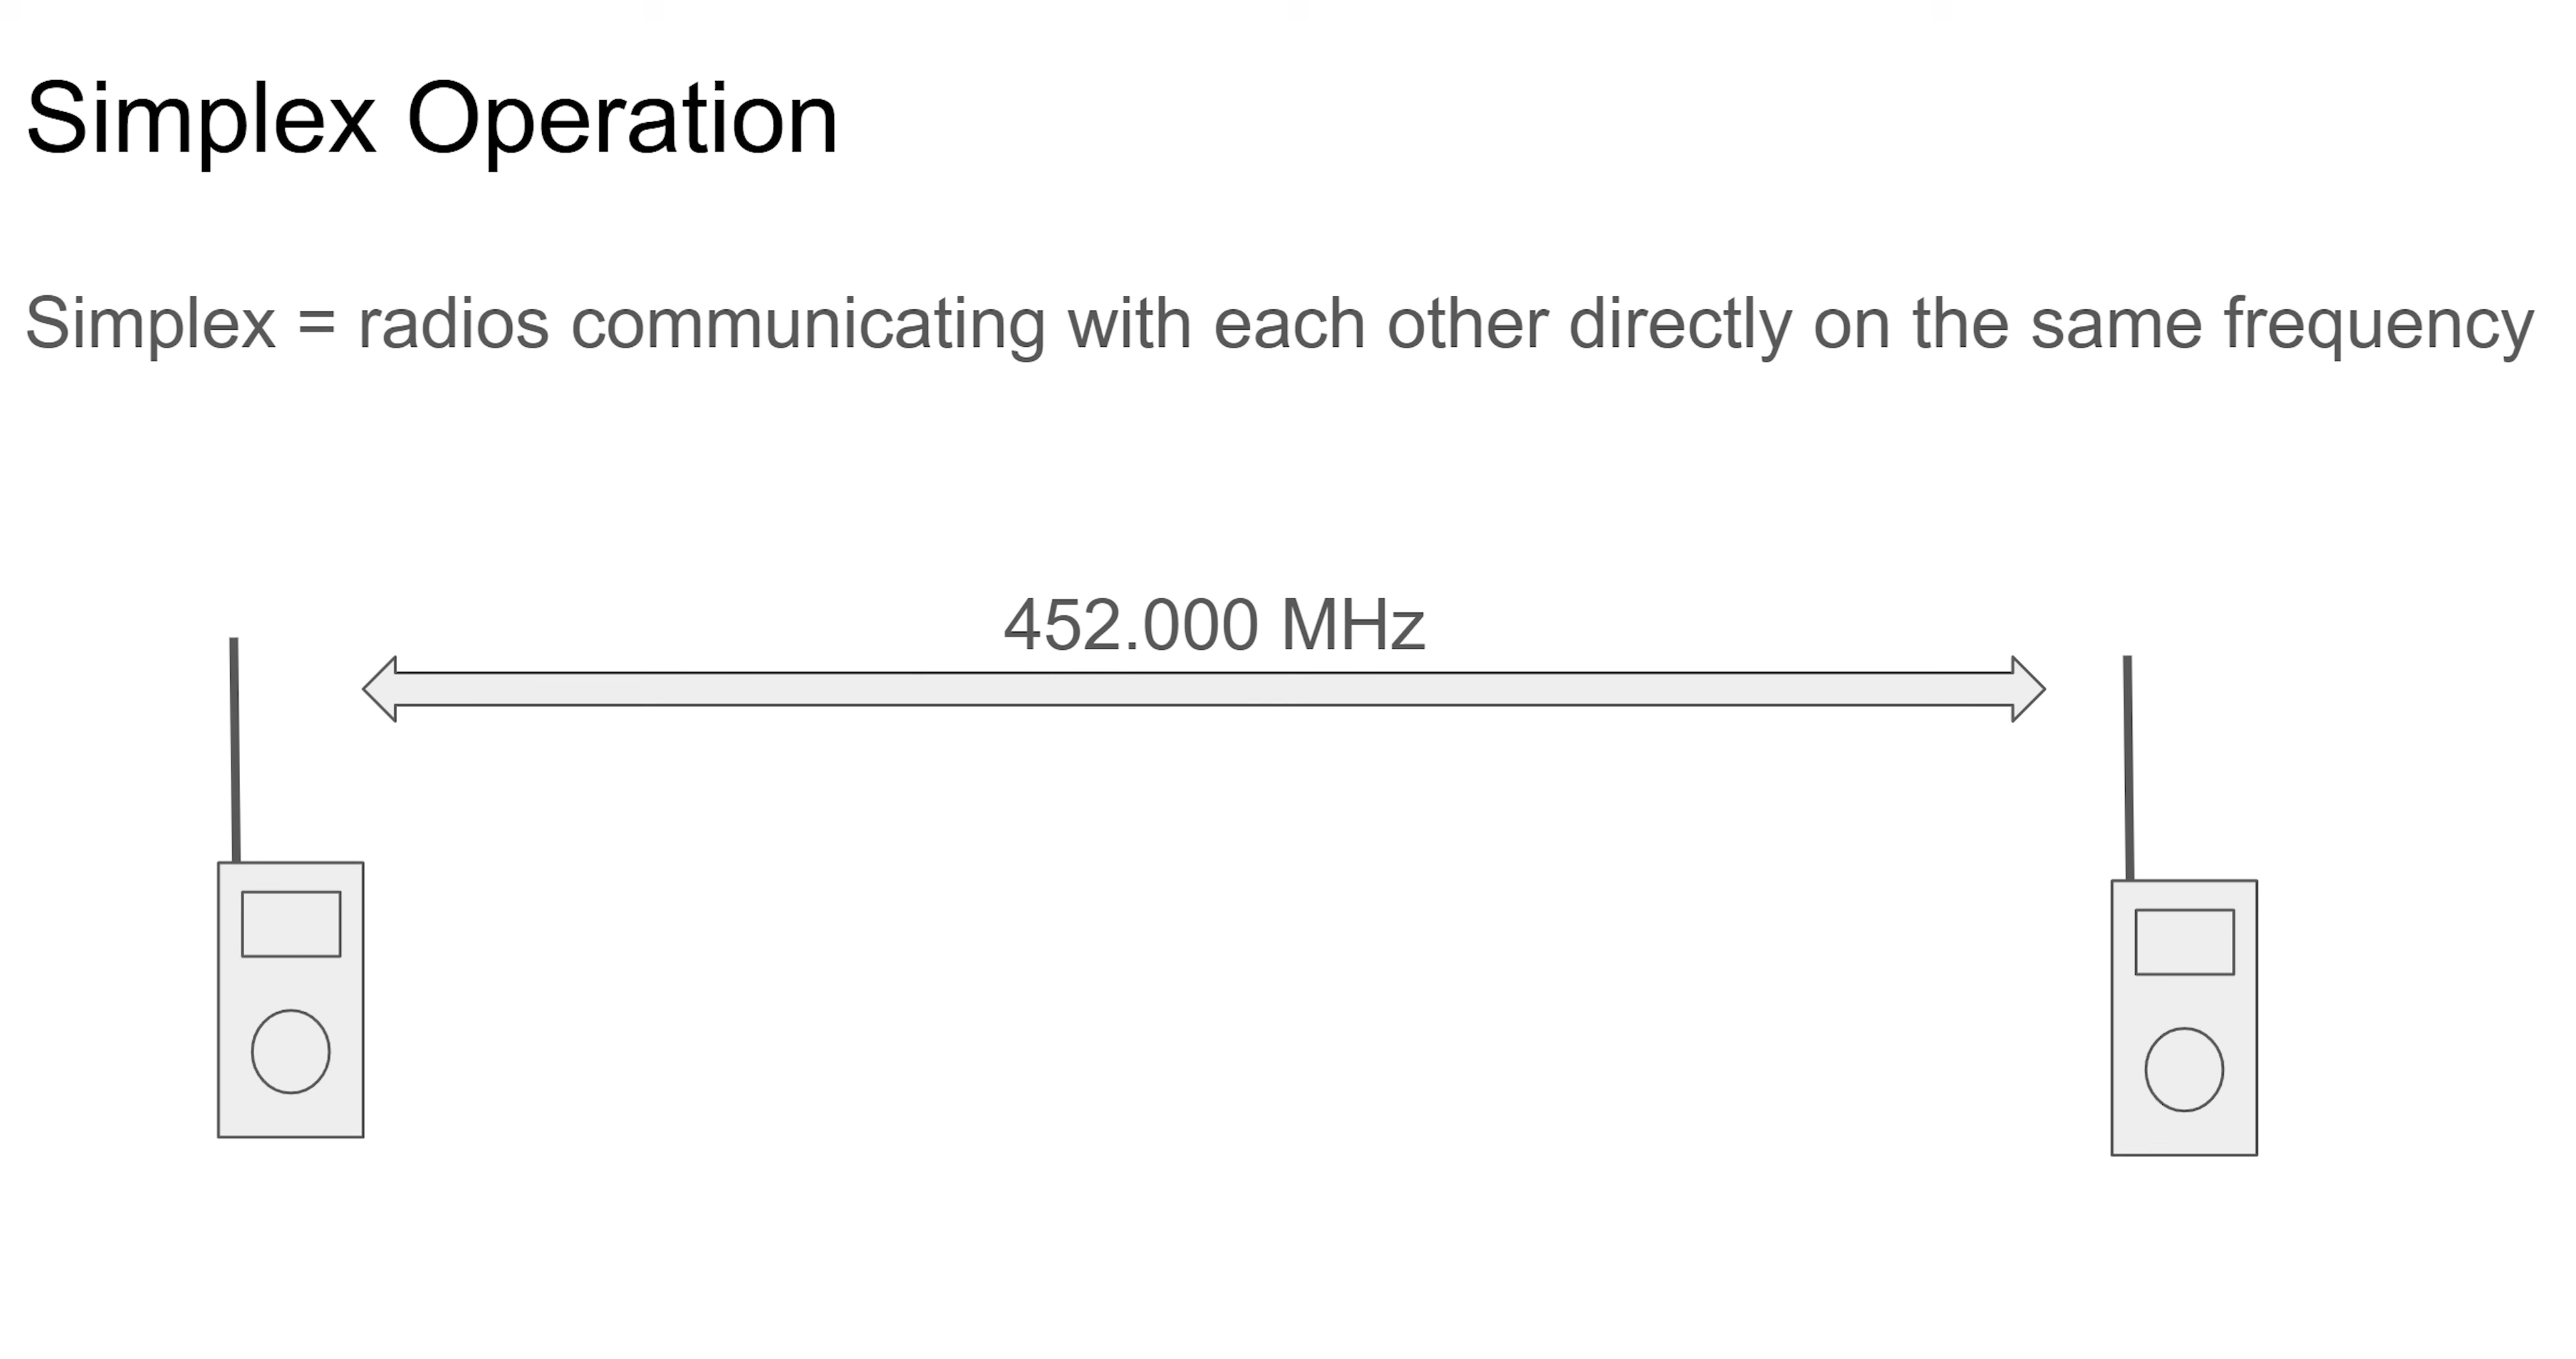 Simplex Operation
Simplex = radios communicating with each other directly on the same frequency
452.000 MHz